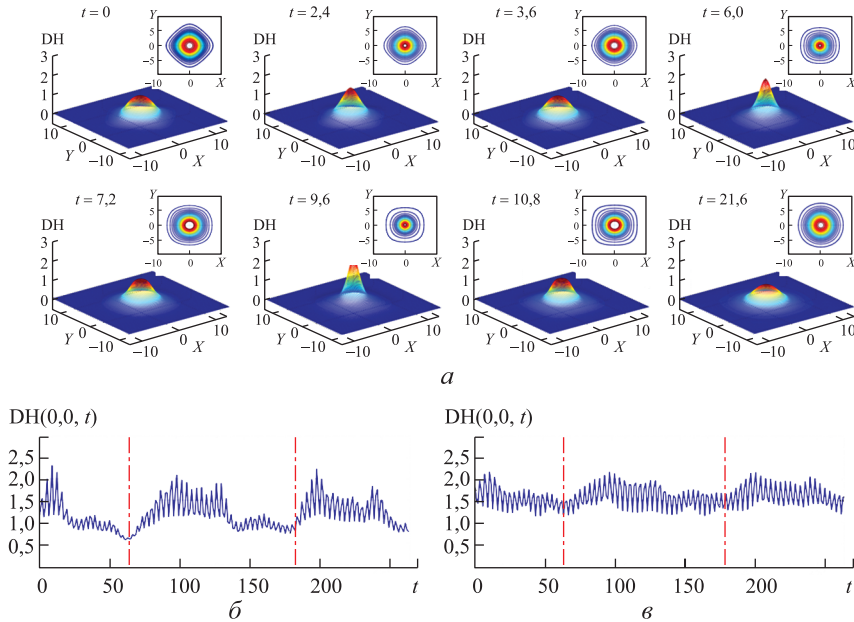 t = 0
t = 2,4
t = 3,6
t = 6,0
DH
3
2
1
0
10
0
Y
−10
−10
0
X
10
Y
5
0
−5
−10
0
X
DH
3
2
1
0
10
0
Y
−10
−10
0
X
10
Y
5
0
−5
−10
0
X
DH
3
2
1
0
10
0
Y
−10
−10
0
X
10
Y
5
0
−5
−10
0
X
DH
3
2
1
0
10
0
Y
−10
−10
0
X
10
Y
5
0
−5
−10
0
X
t = 7,2
t = 9,6
t = 10,8
t = 21,6
DH
3
2
1
0
10
0
Y
−10
−10
0
X
10
Y
5
0
−5
−10
0
X
DH
3
2
1
0
10
0
Y
−10
−10
0
X
10
Y
5
0
−5
−10
0
X
DH
3
2
1
0
10
0
Y
−10
−10
0
X
10
Y
5
0
−5
−10
0
X
DH
3
2
1
0
10
0
Y
−10
−10
0
X
10
Y
5
0
−5
−10
0
X
а
DH(0,0, t)
2,5
2,0
1,5
1,0
0,5
0 50 100 150 200 t
б
DH(0,0, t)
2,5
2,0
1,5
1,0
0,5
0 50 100 150 200 t
в